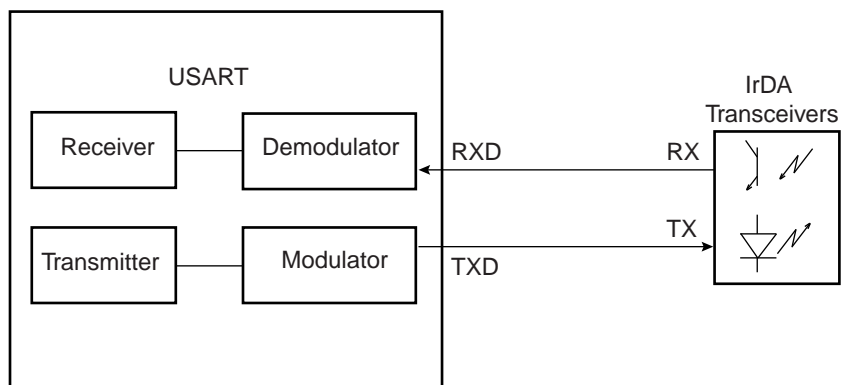 USART
IrDA
Transceivers
Receiver
Demodulator
RXD
RX
Transmitter
Modulator
TXD
TX